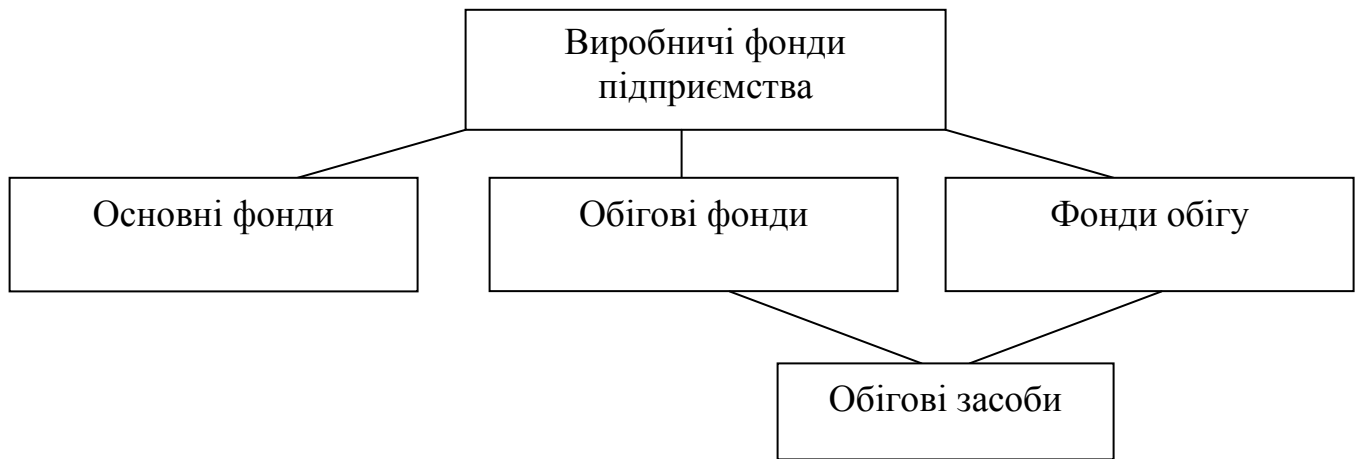 Виробничі фонди
підприємства
Основні фонди
Обігові фонди
Фонди обігу
Обігові засоби